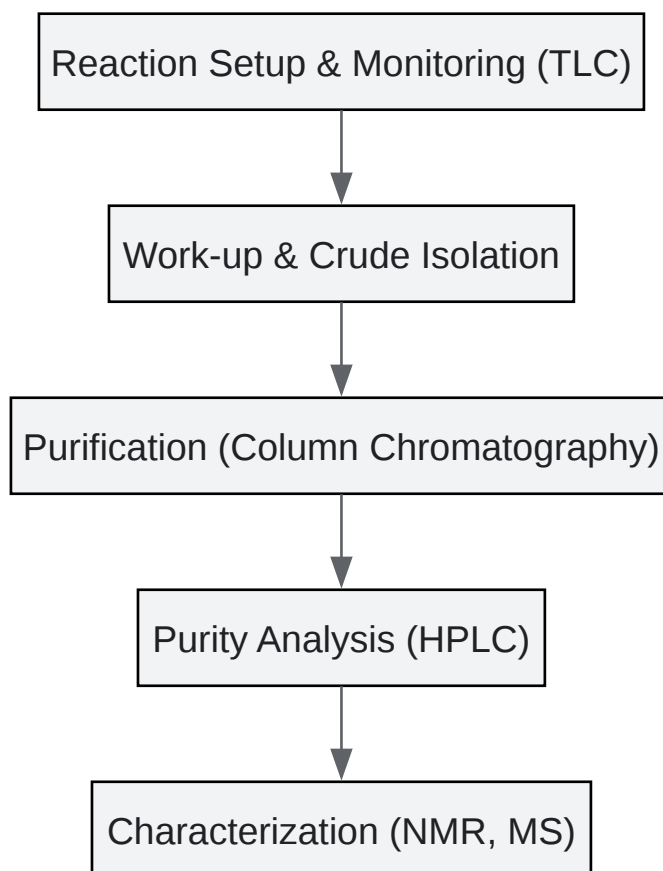 Reaction Setup & Monitoring (TLC)
Work-up & Crude Isolation
Purification (Column Chromatography)
Purity Analysis (HPLC)
Characterization (NMR, MS)